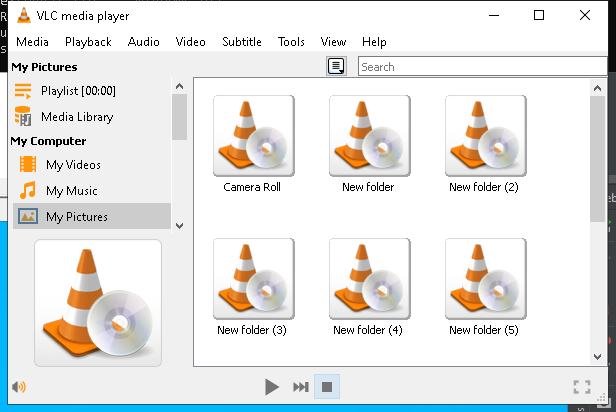 VLC media player
Media Playback Audio Video Subtitle Tools View Help
My Pictures
Search
Playlist [00:00]
Media Library
My Computer
My Videos
My Music
My Pictures
Camera Roll
New folder
New folder (2)
New folder (3)
New folder (4)
New folder (5)